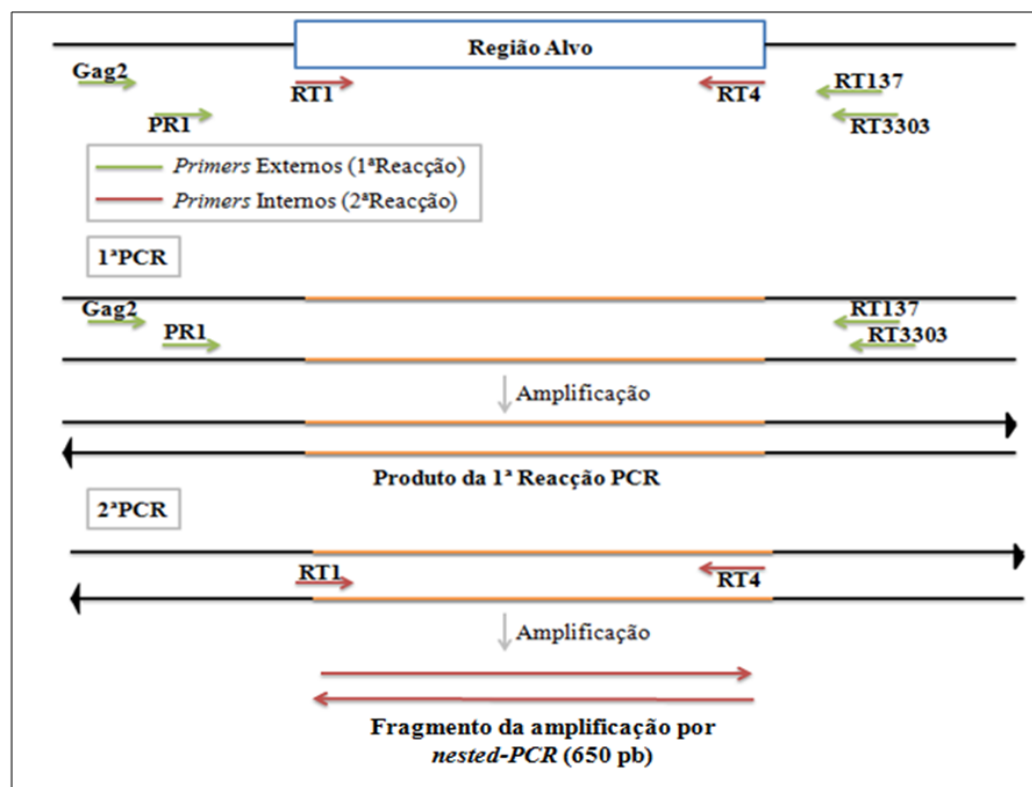 Região Alvo
Gag2
RT1
RT4
RT137
PR1
RT3303
Primers Externos (1ªReacção)
Primers Internos (2ªReacção)
1ªPCR
Gag2
RT137
PR1
RT3303
Amplificação
Produto da 1ª Reacção PCR
2ªPCR
RT1
RT4
Amplificação
Fragmento da amplificação por
nested-PCR (650 pb)